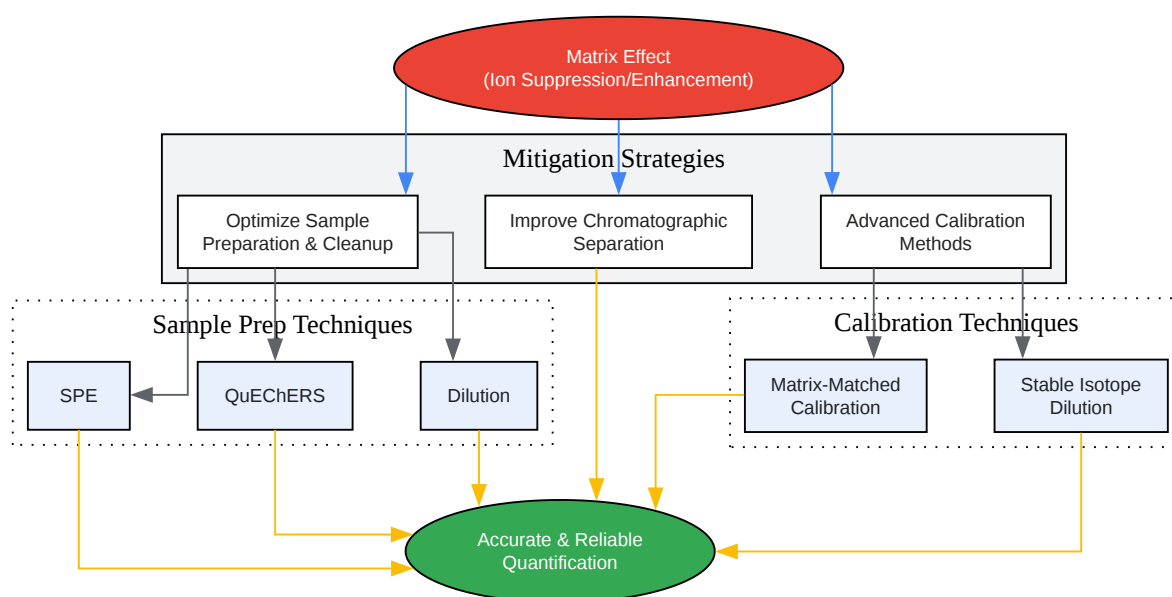 Matrix Effect
(Ion Suppression/Enhancement)
Mitigation Strategies
Optimize Sample
Preparation & Cleanup
Improve Chromatographic
Separation
Advanced Calibration
Methods
Sample Prep Techniques
Calibration Techniques
SPE
QuEChERS
Dilution
Matrix-Matched
Calibration
Stable Isotope
Dilution
Accurate & Reliable
Quantification